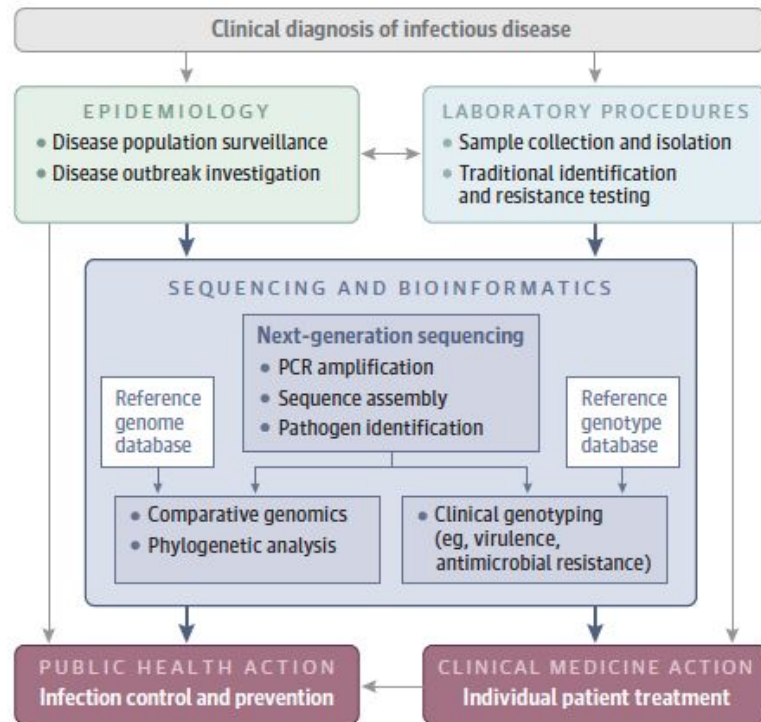 Clinical diagnosis of infectious disease
EPIDEMIOLOGY
• Disease population surveillance
• Disease outbreak investigation
LABORATORY PROCEDURES
• Sample collection and isolation
• Traditional identification
and resistance testing
SEQUENCING AND BIOINFORMATICS
Next-generation sequencing
• PCR amplification
• Sequence assembly
• Pathogen identification
Reference
genome
database
Reference
genotype
database
• Comparative genomics
• Phylogenetic analysis
• Clinical genotyping
(eg, virulence,
antimicrobial resistance)
PUBLIC HEALTH ACTION
Infection control and prevention
CLINICAL MEDICINE ACTION
Individual patient treatment